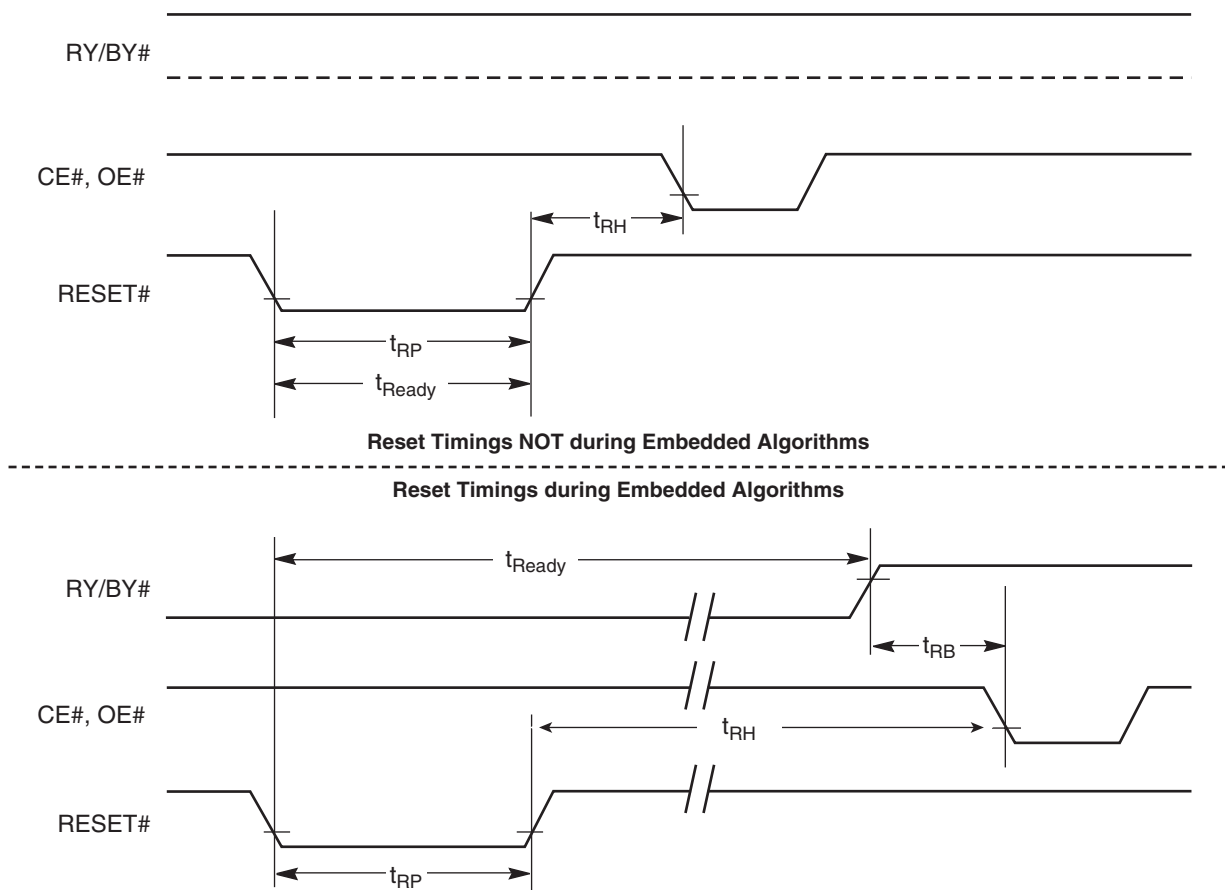 RY/BY#
CE#, OE#
tRH
RESET#
tRP
tReady
Reset Timings NOT during Embedded Algorithms
Reset Timings during Embedded Algorithms
tReady
RY/BY#
tRB
CE#, OE#
tRH
RESET#
tRP